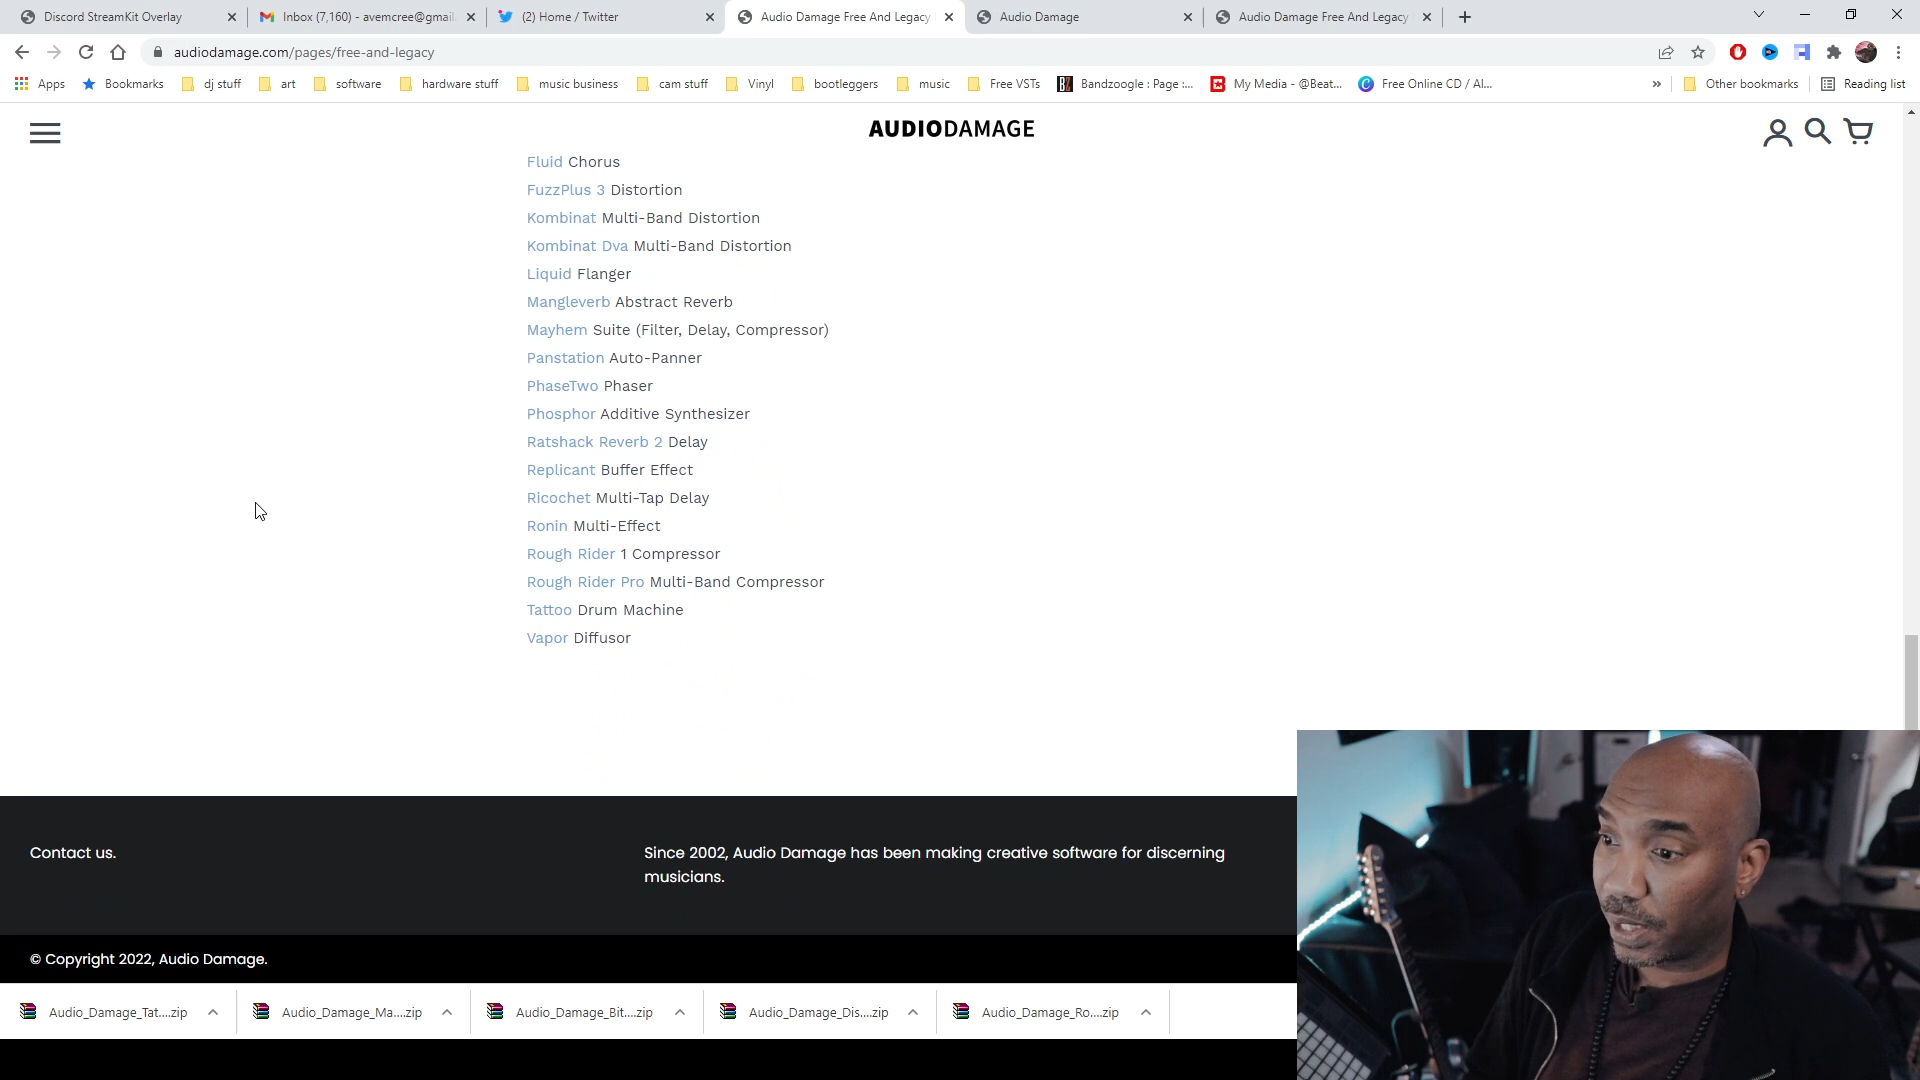 Discord StreamKit Overlay
Inbox (7,160) - avemcree@gmail.
(2) Home / Twitter
Audio Damage Free And Legacy
Audio Damage
Audio Damage Free And Legacy
audiodamage.com/pages/free-and-legacy
Apps
Bookmarks
dj stuff
art
software
hardware stuff
music business
cam stuff
Vinyl
bootleggers
music
Free VSTs
Bandzoogle : Page :...
My Media - @Beat...
Free Online CD / Al...
»
Other bookmarks
Reading list
AUDIODAMAGE
Fluid Chorus
FuzzPlus 3 Distortion
Kombinat Multi-Band Distortion
Kombinat Dva Multi-Band Distortion
Liquid Flanger
Mangleverb Abstract Reverb
Mayhem Suite (Filter, Delay, Compressor)
Panstation Auto-Panner
PhaseTwo Phaser
Phosphor Additive Synthesizer
Ratshack Reverb 2 Delay
Replicant Buffer Effect
Ricochet Multi-Tap Delay
Ronin Multi-Effect
Rough Rider 1 Compressor
Rough Rider Pro Multi-Band Compressor
Tattoo Drum Machine
Vapor Diffusor
Contact us.
Since 2002, Audio Damage has been making creative software for discerning
musicians.
© Copyright 2022, Audio Damage.
Audio_Damage_Tat....zip
Audio_Damage_Ma....zip
Audio_Damage_Bit....zip
Audio_Damage_Dis....zip
Audio_Damage_Ro....zip